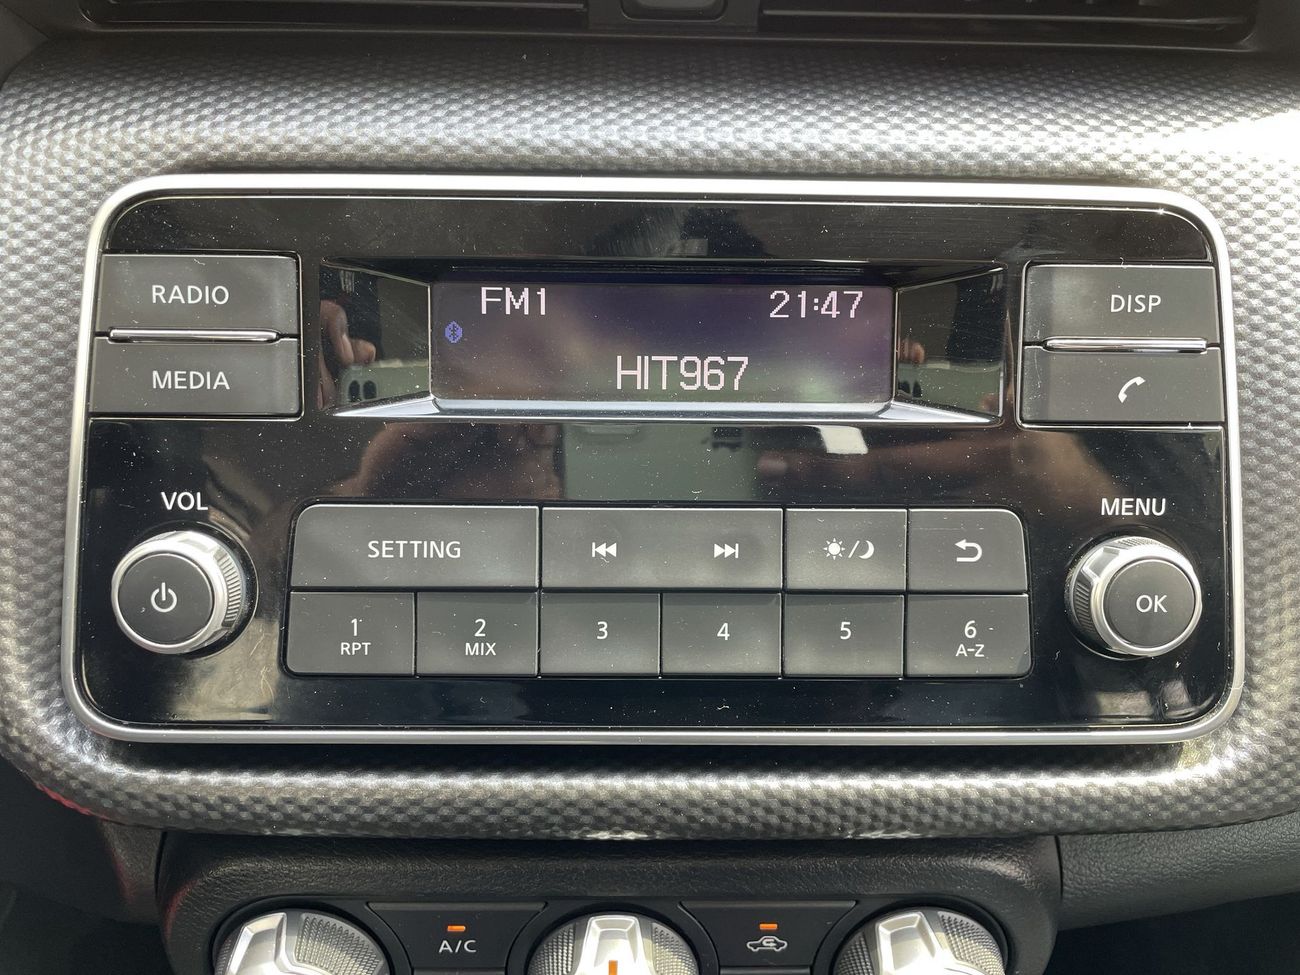 RADIO
MEDIA
FM1 21:47
HIT967
DISP
VOL
MENU
SETTING
OK
1 2 3 4 5 6
RPT MIX A-Z
A/C